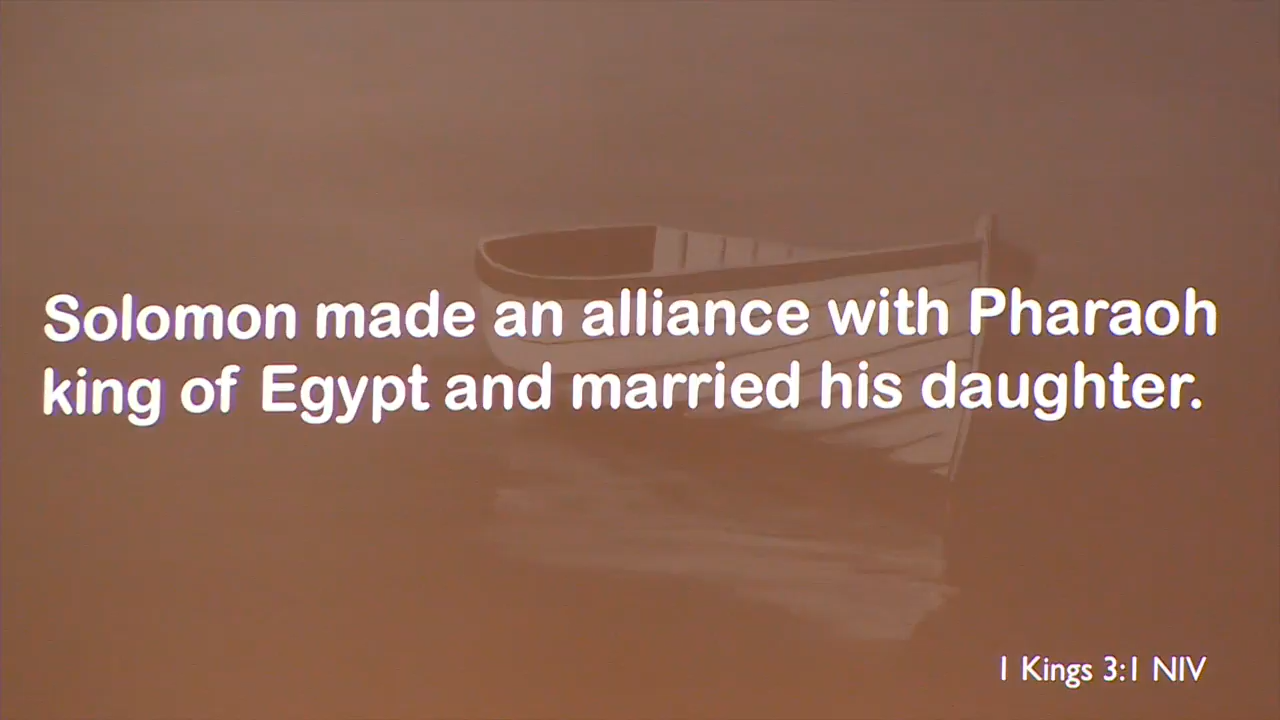 Solomon made an alliance with Pharaoh
king of Egypt and married his daughter.
1 Kings 3:1 NIV